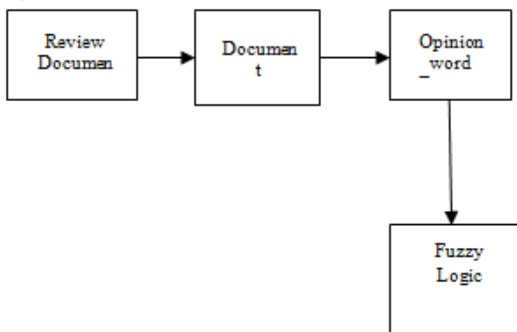 Review
Documen
Documen
t
Opinion
_word
Fuzzy
Logic